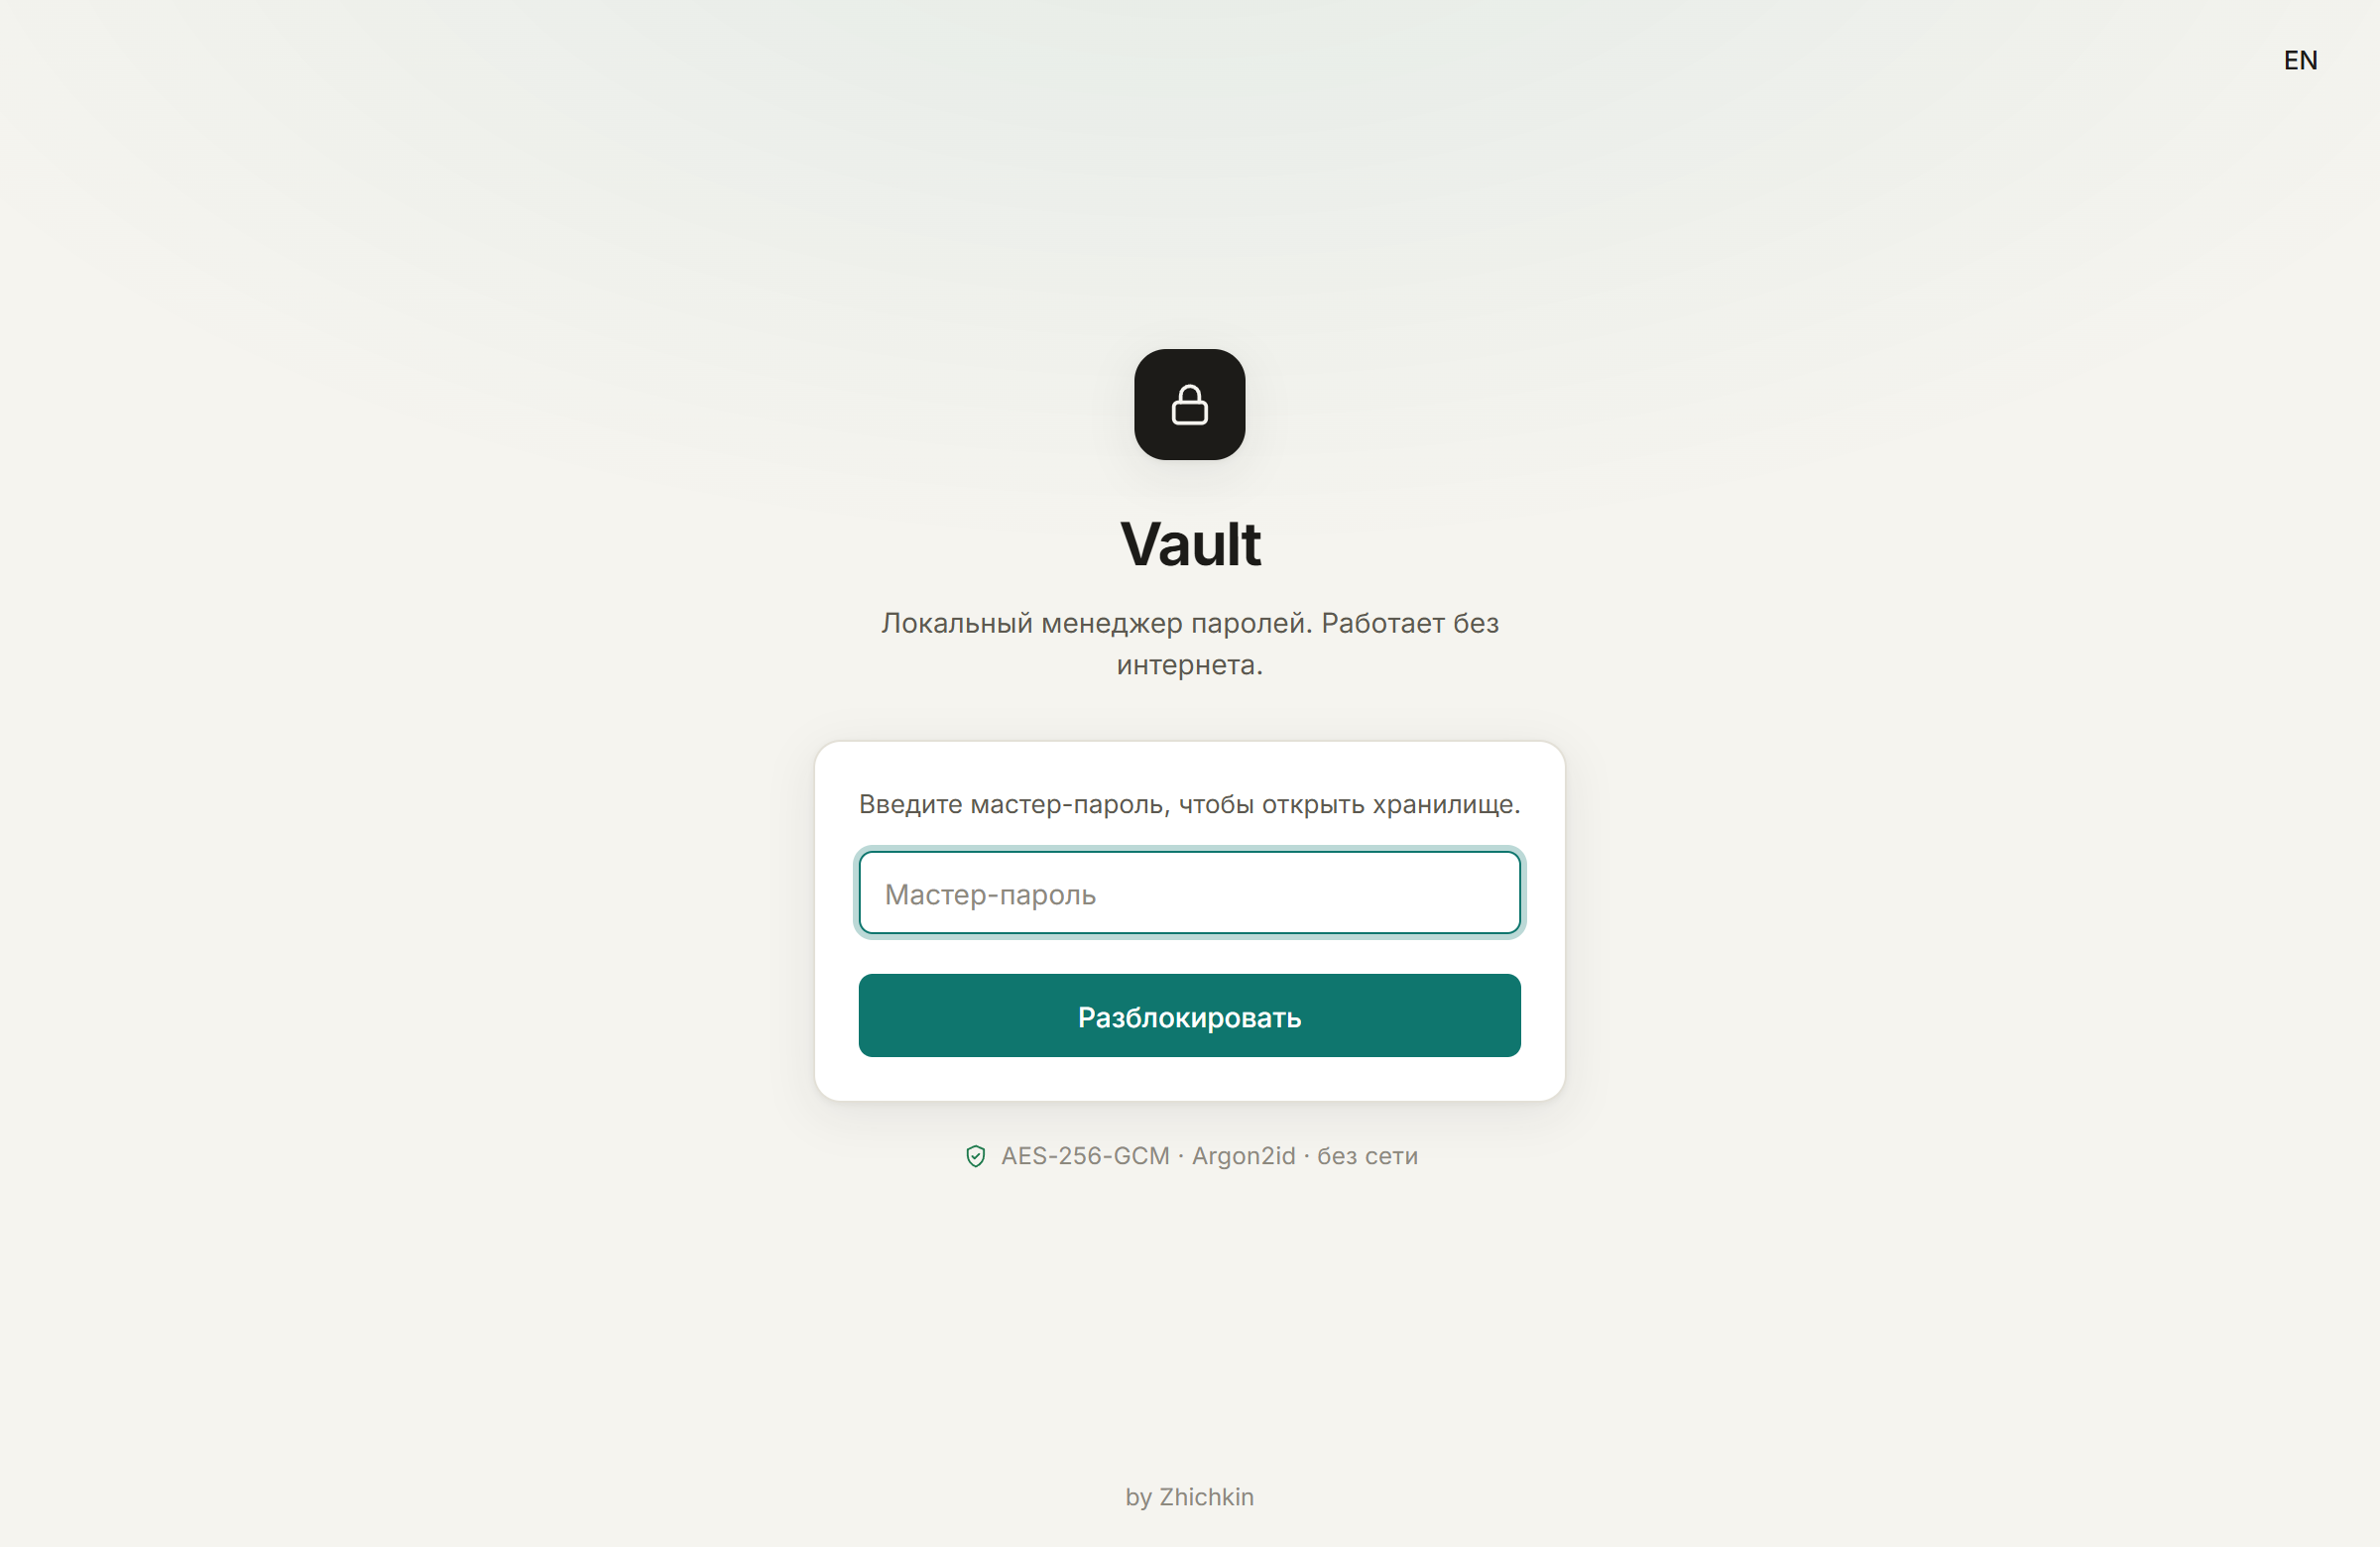 EN
Vault
Локальный менеджер паролей. Работает без
интернета.
Введите мастер-пароль, чтобы открыть хранилище.
Мастер-пароль
Разблокировать
AES-256-GCM · Argon2id · без сети
by Zhichkin